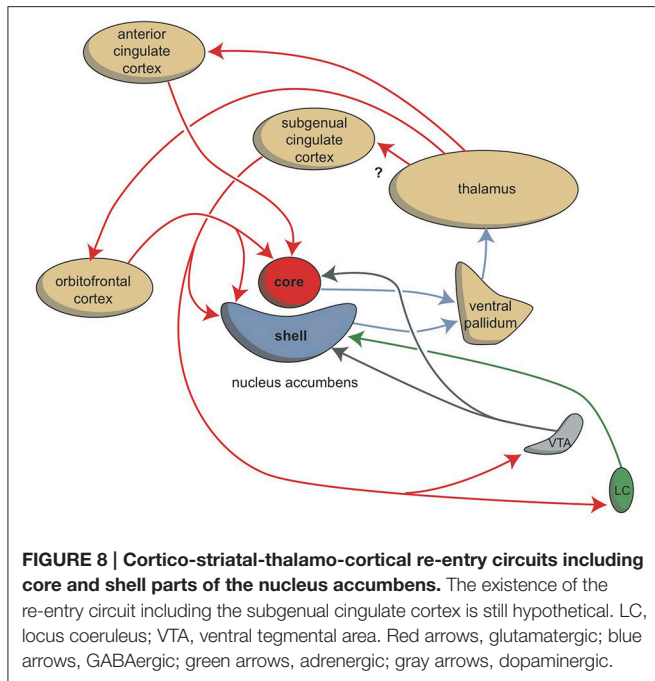 anterior
cingulate
cortex
subgenual
cingulate
cortex
?
thalamus
orbitofrontal
cortex
core
shell
ventral
pallidum
nucleus accumbens
VTA
LC
FIGURE 8 | Cortico-striatal-thalamo-cortical re-entry circuits including
core and shell parts of the nucleus accumbens. The existence of the
re-entry circuit including the subgenual cingulate cortex is still hypothetical. LC,
locus coeruleus; VTA, ventral tegmental area. Red arrows, glutamatergic; blue
arrows, GABAergic; green arrows, adrenergic; gray arrows, dopaminergic.